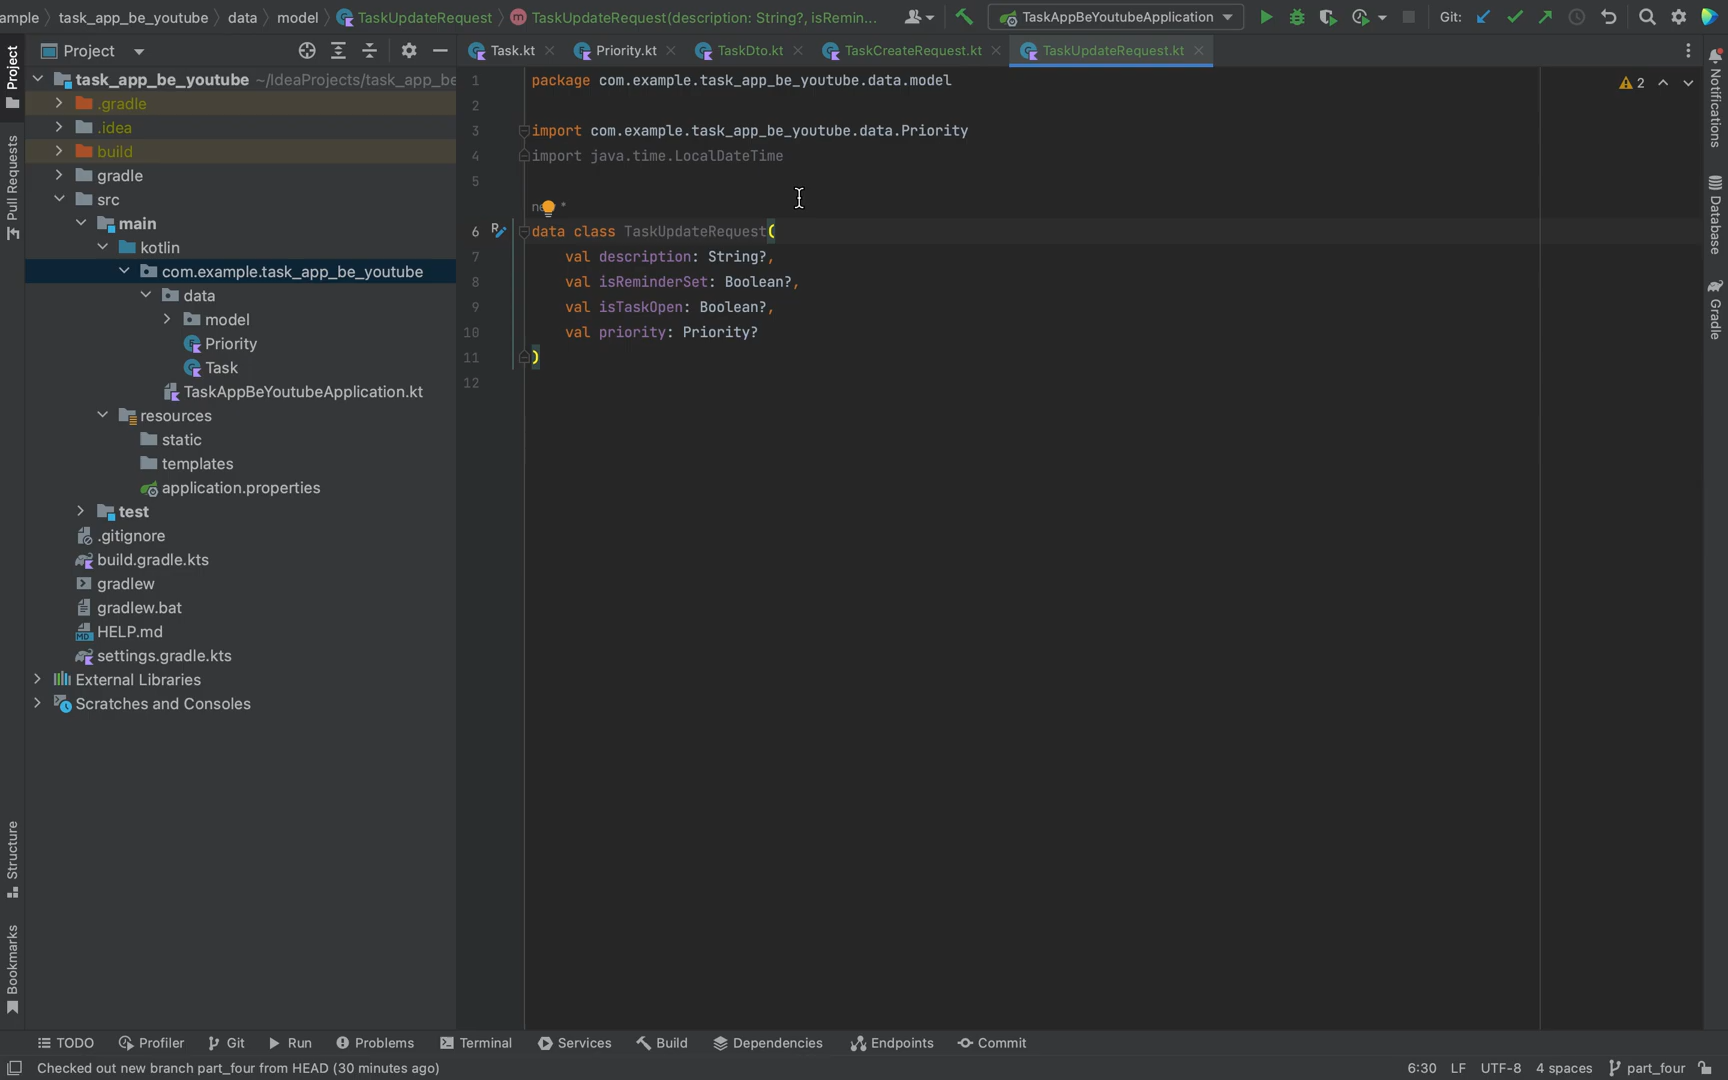 ample > task_app_be_youtube > data > model > TaskUpdateRequest > TaskUpdateRequest(description: String?, isRemin...
TaskAppBeYoutubeApplication
Git:
Project
Task.kt
Priority.kt
TaskDto.kt
TaskCreateRequest.kt
TaskUpdateRequest.kt
Project
Pull Requests
Structure
Bookmarks
task_app_be_youtube ~/IdeaProjects/task_app_be
.gradle
.idea
build
gradle
src
main
kotlin
com.example.task_app_be_youtube
data
model
Priority
Task
TaskAppBeYoutubeApplication.kt
resources
static
templates
application.properties
test
.gitignore
build.gradle.kts
gradlew
gradlew.bat
HELP.md
settings.gradle.kts
External Libraries
Scratches and Consoles
1 package com.example.task_app_be_youtube.data.model
2
3 import com.example.task_app_be_youtube.data.Priority
4 import java.time.LocalDateTime
5
6 data class TaskUpdateRequest(
7 val description: String?,
8 val isReminderSet: Boolean?,
9 val isTaskOpen: Boolean?,
10 val priority: Priority?
11 )
12
2
Notifications
Database
Gradle
TODO Profiler Git Run Problems Terminal Services Build Dependencies Endpoints Commit
Checked out new branch part_four from HEAD (30 minutes ago)
6:30 LF UTF-8 4 spaces part_four